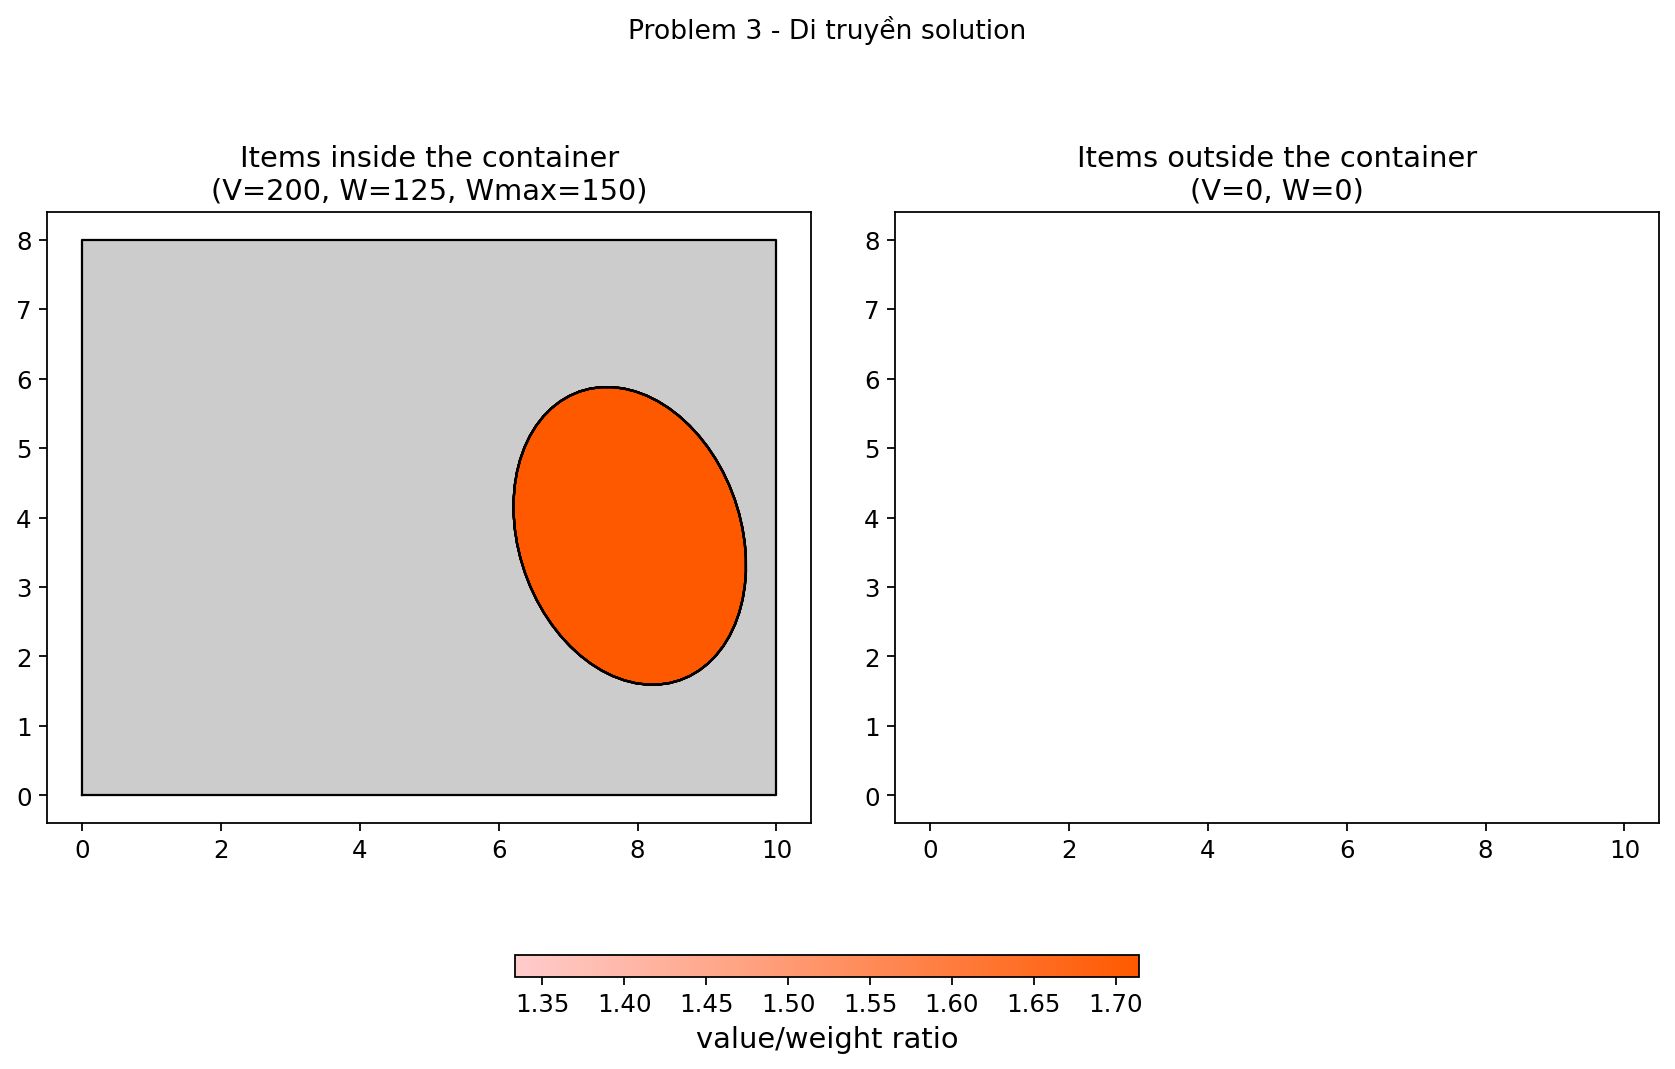 Problem 3 - Di truyền solution
Items inside the container
(V=200, W=125, Wmax=150)
Items outside the container
(V=0, W=0)
8
7
6
5
4
3
2
1
0
0 2 4 6 8 10
8
7
6
5
4
3
2
1
0
0 2 4 6 8 10
1.35 1.40 1.45 1.50 1.55 1.60 1.65 1.70
value/weight ratio